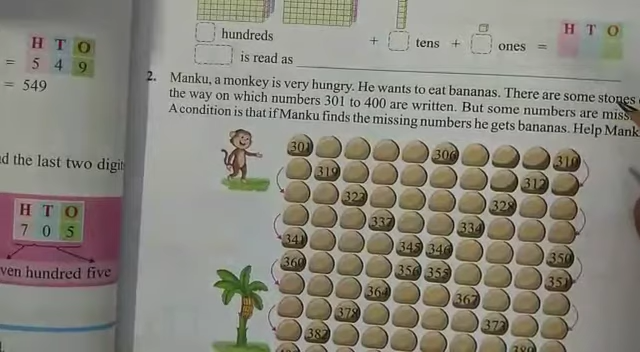 hundreds
+ tens + ones =
H T O
is read as
H T O
= 5 4 9
= 549
2. Manku, a monkey is very hungry. He wants to eat bananas. There are some stones
the way on which numbers 301 to 400 are written. But some numbers are miss
A condition is that if Manku finds the missing numbers he gets bananas. Help Mank
301 306 310
319 312
323 328
337 334
341 345 346 350
360 356 355 351
364 367
378 373
382
d the last two digit
H T O
7 0 5
ven hundred five